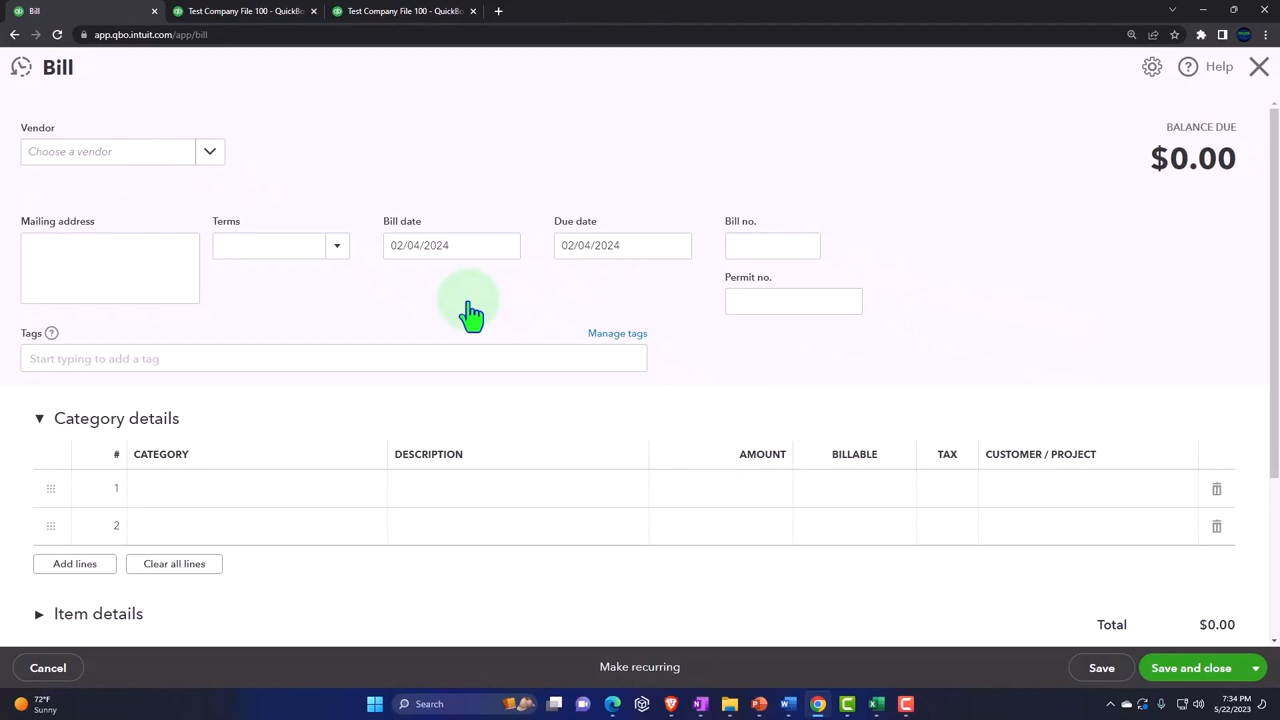 Bill
Test Company File 100 - QuickBo
Test Company File 100 - QuickBo
app.qbo.intuit.com/app/bill
Bill
Help
Vendor
BALANCE DUE
Choose a vendor
$0.00
Mailing address
Terms
Bill date
Due date
Bill no.
02/04/2024
02/04/2024
Permit no.
Tags
Manage tags
Start typing to add a tag
Category details
# CATEGORY DESCRIPTION AMOUNT BILLABLE TAX CUSTOMER / PROJECT
1
2
Add lines
Clear all lines
Item details
Total $0.00
Cancel
Make recurring
Save
Save and close
72°F
Sunny
Search
7:34 PM
5/22/2023